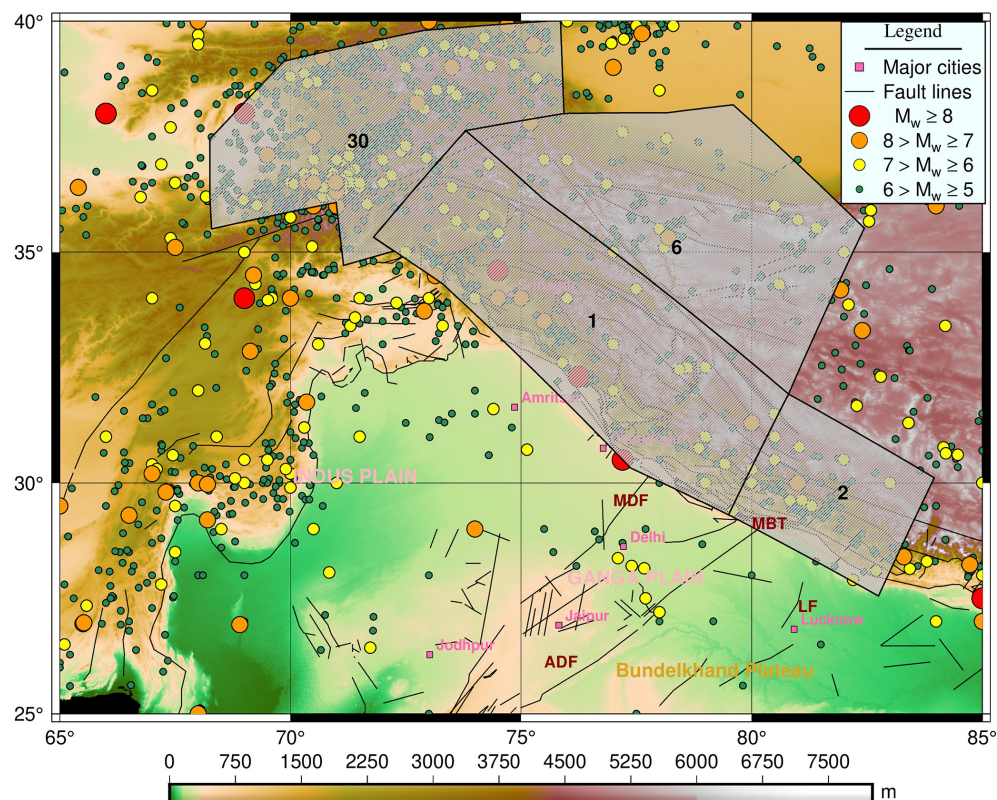 40°
35°
30°
25°
Legend
Major cities
Fault lines
Mw ≥ 8
8 > Mw ≥ 7
7 > Mw ≥ 6
6 > Mw ≥ 5
30
6
1
2
Amrits
INDUS PLAIN
MDF
MBT
Delhi
GANGA PLAIN
LF
Jaipur
Lucknow
Jodhpur
ADF
Bundelkhand Plateau
65° 70° 75° 80° 85°
0 750 1500 2250 3000 3750 4500 5250 6000 6750 7500
m